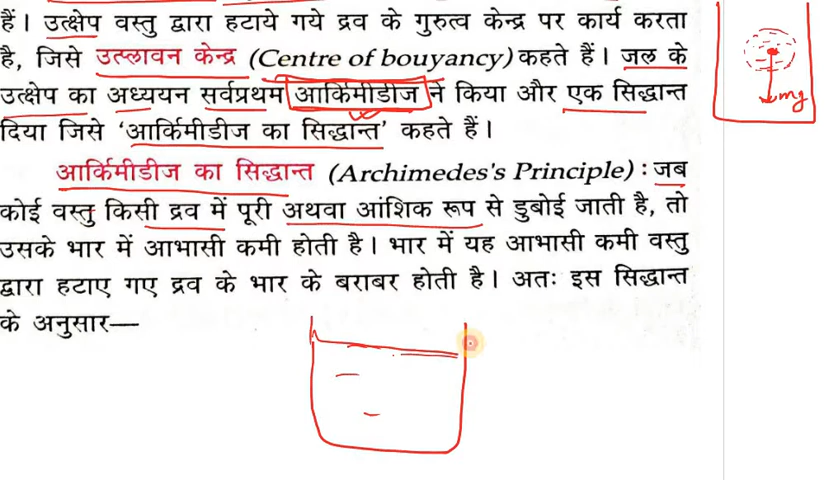 हैं। उत्क्षेप वस्तु द्वारा हटाये गये द्रव के गुरुत्व केन्द्र पर कार्य करता
है, जिसे उत्प्लावन केन्द्र (Centre of bouyancy) कहते हैं। जल के
उत्क्षेप का अध्ययन सर्वप्रथम आर्किमीडीज ने किया और एक सिद्धान्त
दिया जिसे ‘आर्किमीडीज का सिद्धान्त’ कहते हैं।
आर्किमीडीज का सिद्धान्त (Archimedes's Principle) : जब
कोई वस्तु किसी द्रव में पूरी अथवा आंशिक रूप से डुबोई जाती है, तो
उसके भार में आभासी कमी होती है। भार में यह आभासी कमी वस्तु
द्वारा हटाए गए द्रव के भार के बराबर होती है। अतः इस सिद्धान्त
के अनुसार—
mg